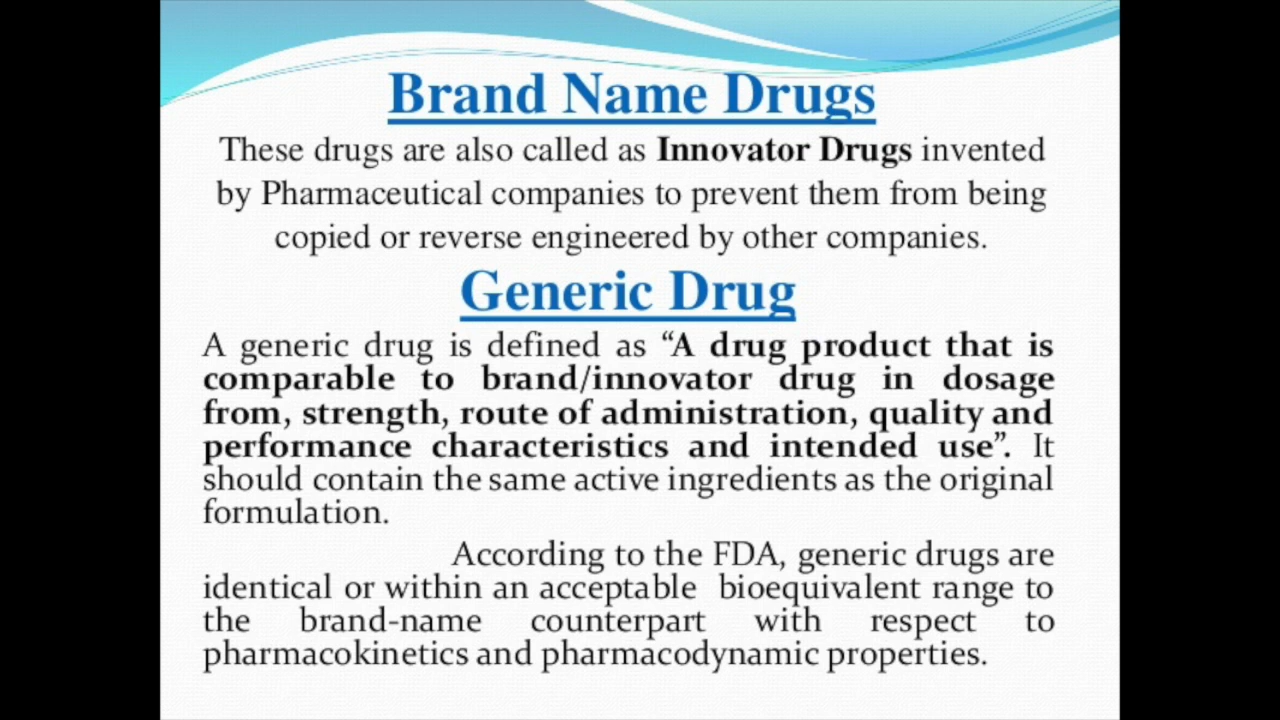 Brand Name Drugs
These drugs are also called as Innovator Drugs invented
by Pharmaceutical companies to prevent them from being
copied or reverse engineered by other companies.
Generic Drug
A generic drug is defined as “A drug product that is
comparable to brand/innovator drug in dosage
from, strength, route of administration, quality and
performance characteristics and intended use”. It
should contain the same active ingredients as the original
formulation.
According to the FDA, generic drugs are
identical or within an acceptable bioequivalent range to
the brand-name counterpart with respect to
pharmacokinetics and pharmacodynamic properties.